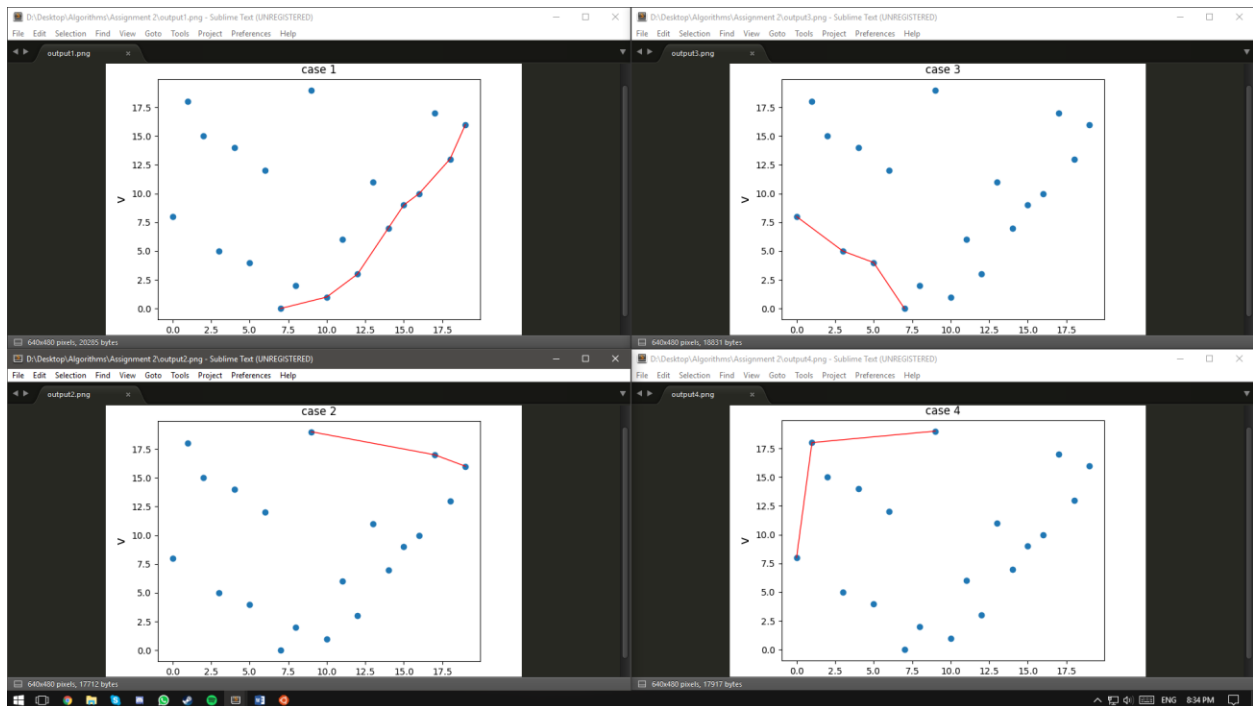 D:\Desktop\Algorithms\Assignment 2\output1.png - Sublime Text (UNREGISTERED)
File Edit Selection Find View Goto Tools Project Preferences Help
output1.png
case 1
17.5
15.0
12.5
10.0
7.5
5.0
2.5
0.0
>
0.0 2.5 5.0 7.5 10.0 12.5 15.0 17.5
640x480 pixels, 20285 bytes
D:\Desktop\Algorithms\Assignment 2\output3.png - Sublime Text (UNREGISTERED)
File Edit Selection Find View Goto Tools Project Preferences Help
output3.png
case 3
17.5
15.0
12.5
10.0
7.5
5.0
2.5
0.0
>
0.0 2.5 5.0 7.5 10.0 12.5 15.0 17.5
640x480 pixels, 18831 bytes
D:\Desktop\Algorithms\Assignment 2\output2.png - Sublime Text (UNREGISTERED)
File Edit Selection Find View Goto Tools Project Preferences Help
output2.png
case 2
17.5
15.0
12.5
10.0
7.5
5.0
2.5
0.0
>
0.0 2.5 5.0 7.5 10.0 12.5 15.0 17.5
640x480 pixels, 17712 bytes
D:\Desktop\Algorithms\Assignment 2\output4.png - Sublime Text (UNREGISTERED)
File Edit Selection Find View Goto Tools Project Preferences Help
output4.png
case 4
17.5
15.0
12.5
10.0
7.5
5.0
2.5
0.0
>
0.0 2.5 5.0 7.5 10.0 12.5 15.0 17.5
640x480 pixels, 17917 bytes
ENG 8:34 PM